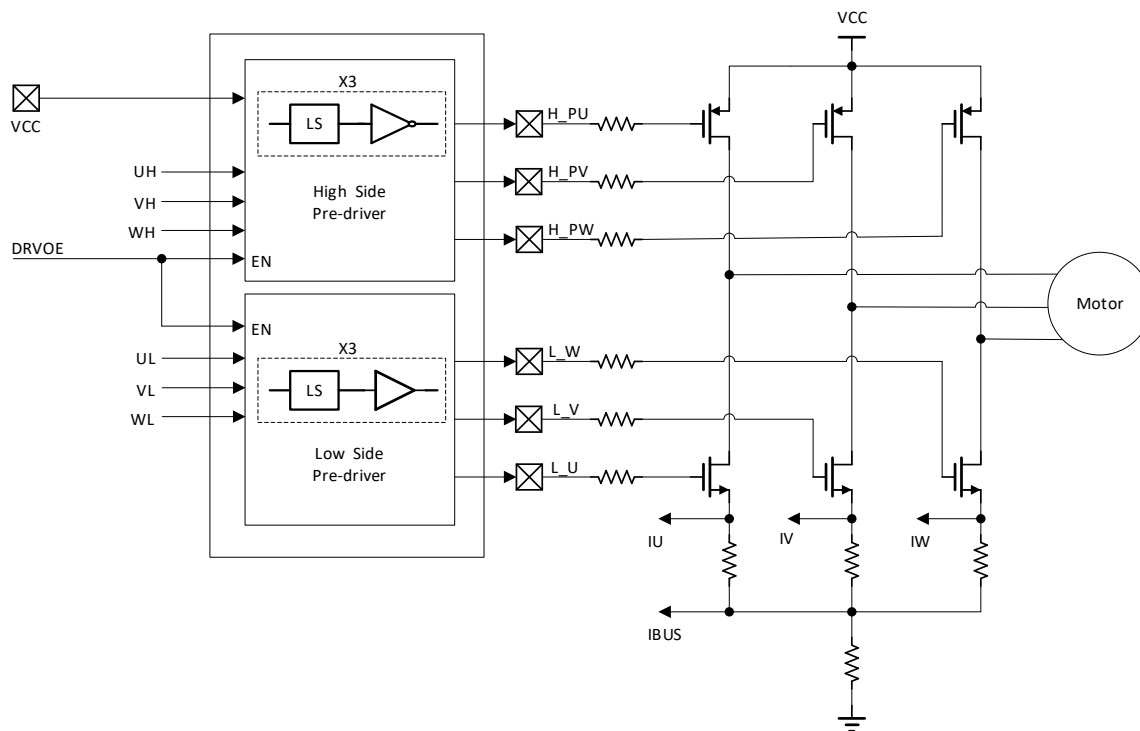 VCC
VCC
X3
LS
High Side
Pre-driver
UH
VH
WH
DRVOE
EN
H_PU
H_PV
H_PW
EN
UL
VL
WL
X3
LS
Low Side
Pre-driver
L_W
L_V
L_U
Motor
IU
IV
IW
IBUS